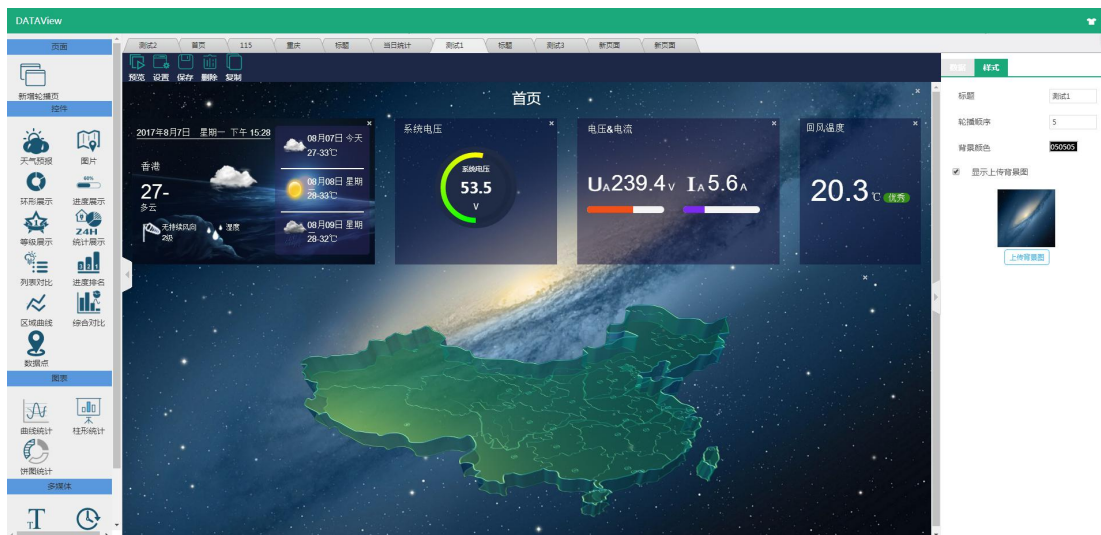 DATAView
页面
新增轮播页
控件
天气预报
图片
环形展示
60%
进度展示
等级展示
24H
统计展示
列表对比
3 2 1
进度排名
区域曲线
综合对比
数据点
图表
曲线统计
柱形统计
饼图统计
多媒体
测试2
首页
115
重庆
标题
当日统计
测试1
标题
测试3
新页面
新页面
预览 设置 保存 删除 复制
首页
2017年8月7日 星期一 下午 15:28
香港
27-
多云
无持续风向
2级
湿度
08月07日 今天
27-33℃
08月08日 星期
28-33℃
08月09日 星期
28-32℃
系统电压
系统电压
53.5
V
电压&电流
UA239.4V IA5.6A
回风温度
20.3℃ 优秀
样式
标题 测试1
轮播顺序 5
背景颜色 050505
显示上传背景图
上传背景图